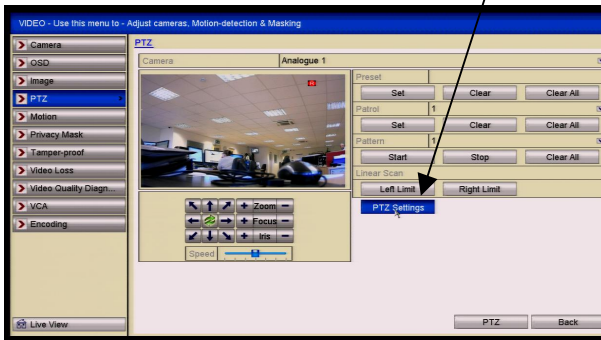 VIDEO - Use this menu to - Adjust cameras, Motion-detection & Masking
Camera
OSD
Image
PTZ
Motion
Privacy Mask
Tamper-proof
Video Loss
Video Quality Diagn...
VCA
Encoding
Live View
PTZ
Camera Analogue 1
Preset
Set Clear Clear All
Patrol 1
Set Clear Clear All
Pattern 1
Start Stop Clear All
Linear Scan
Left Limit Right Limit
PTZ Settings
+ Zoom −
+ Focus −
+ Iris −
Speed
PTZ Back